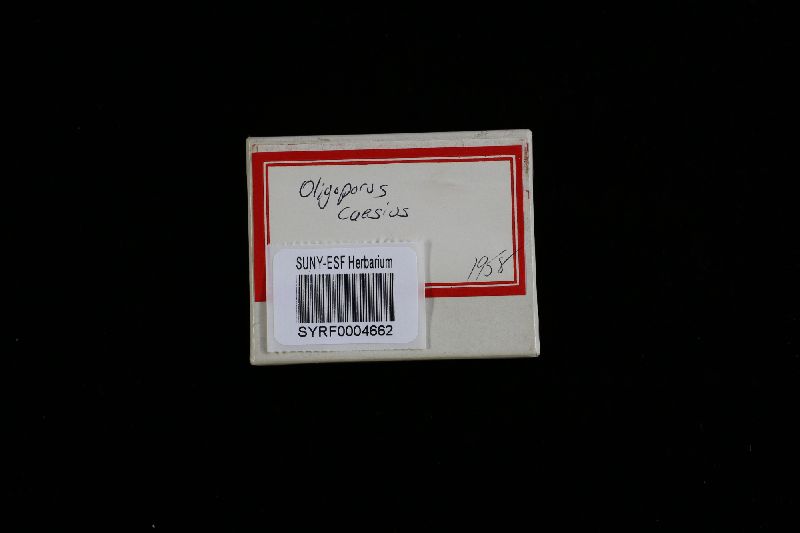 Oligoporus
caesius
1958
SUNY-ESF Herbarium
SYRF0004662